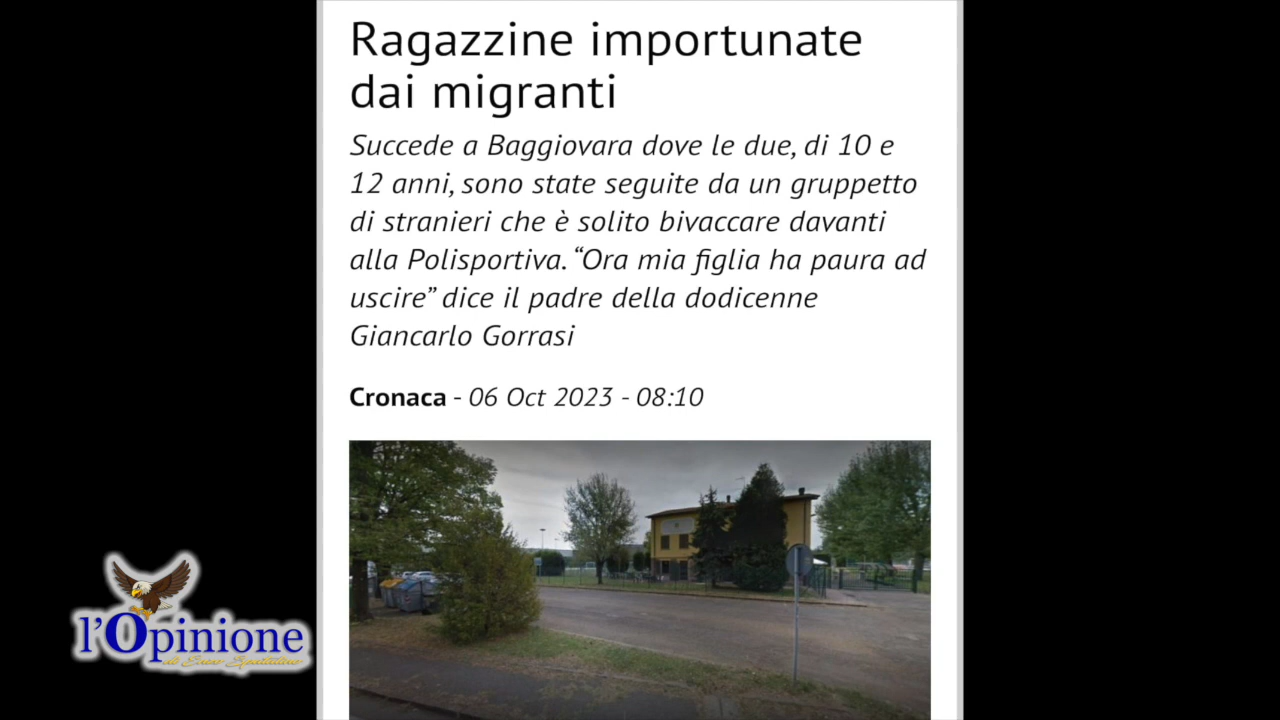 Ragazzine importunate
dai migranti
Succede a Baggiovara dove le due, di 10 e
12 anni, sono state seguite da un gruppetto
di stranieri che è solito bivaccare davanti
alla Polisportiva. “Ora mia figlia ha paura ad
uscire” dice il padre della dodicenne
Giancarlo Gorrasi
Cronaca - 06 Oct 2023 - 08:10
l'Opinione